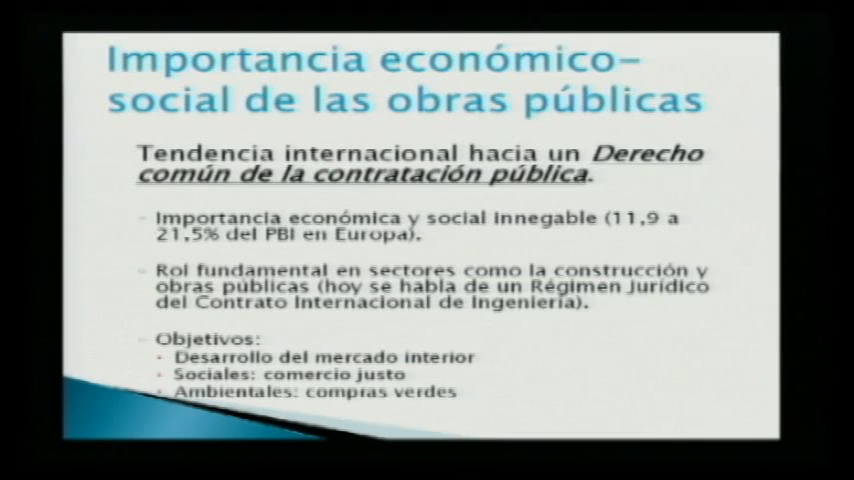 Importancia económico-
social de las obras públicas
Tendencia internacional hacia un Derecho
común de la contratación pública.
- Importancia económica y social innegable (11,9 a
21,5% del PBI en Europa).
- Rol fundamental en sectores como la construcción y
obras públicas (hoy se habla de un Régimen Jurídico
del Contrato Internacional de Ingeniería).
- Objetivos:
· Desarrollo del mercado interior
· Sociales: comercio justo
· Ambientales: compras verdes